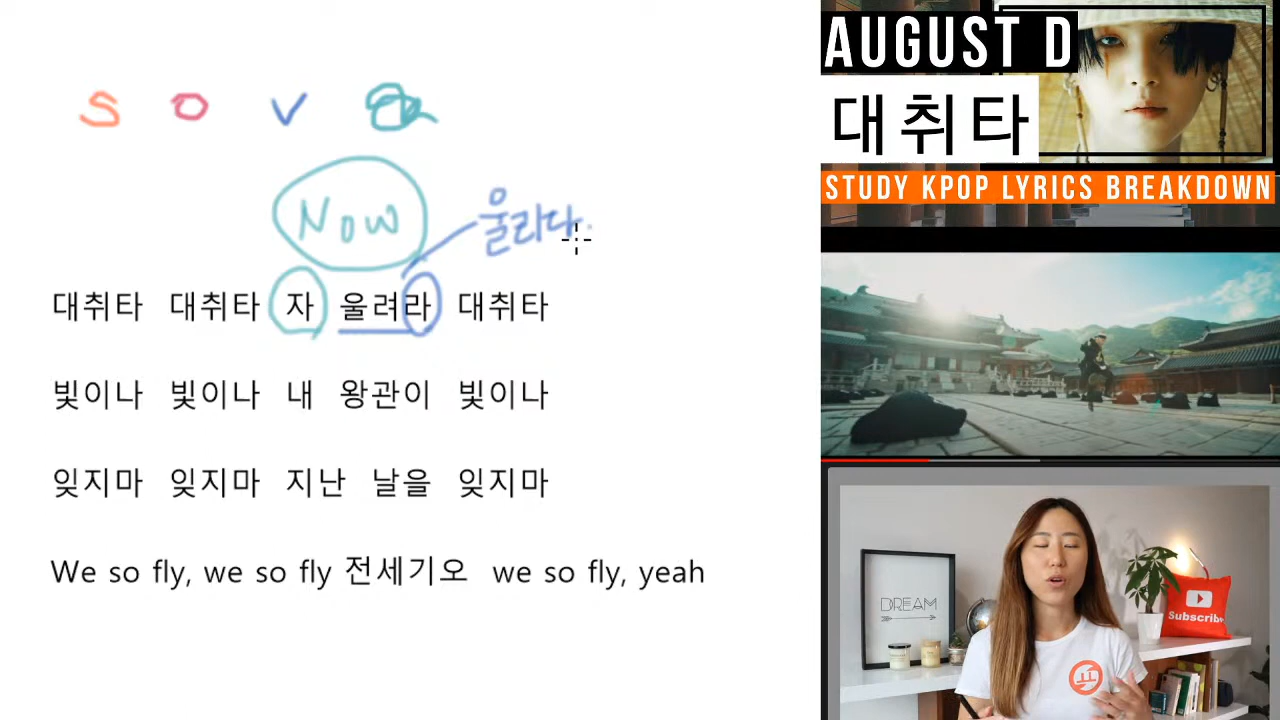 S O V
Now
울리다.
대취타 대취타 자 울려라 대취타
빛이나 빛이나 내 왕관이 빛이나
잊지마 잊지마 지난 날을 잊지마
We so fly, we so fly 전세기오 we so fly, yeah
AUGUST D
대취타
STUDY KPOP LYRICS BREAKDOWN
DREAM
Subscribe